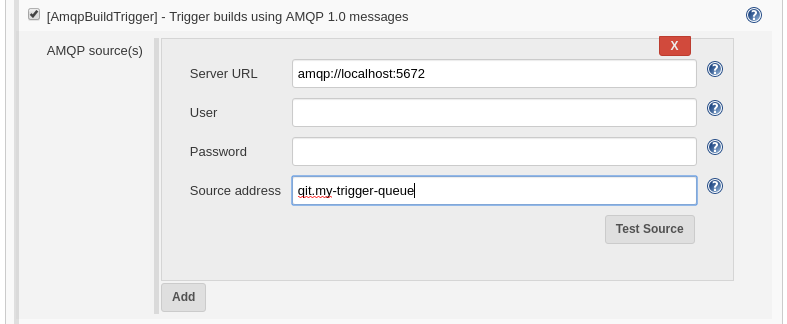 [AmqpBuildTrigger] - Trigger builds using AMQP 1.0 messages
AMQP source(s)
X
Server URL
amqp://localhost:5672
User
Password
Source address
qit.my-trigger-queue
Test Source
Add